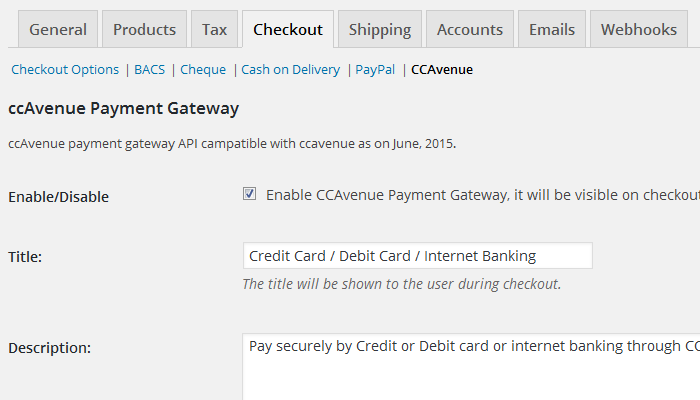 General Products Tax Checkout Shipping Accounts Emails Webhooks
Checkout Options | BACS | Cheque | Cash on Delivery | PayPal | CCAvenue
ccAvenue Payment Gateway
ccAvenue payment gateway API campatible with ccavenue as on June, 2015.
Enable/Disable Enable CCAvenue Payment Gateway, it will be visible on checkout
Title: Credit Card / Debit Card / Internet Banking
The title will be shown to the user during checkout.
Description: Pay securely by Credit or Debit card or internet banking through CC